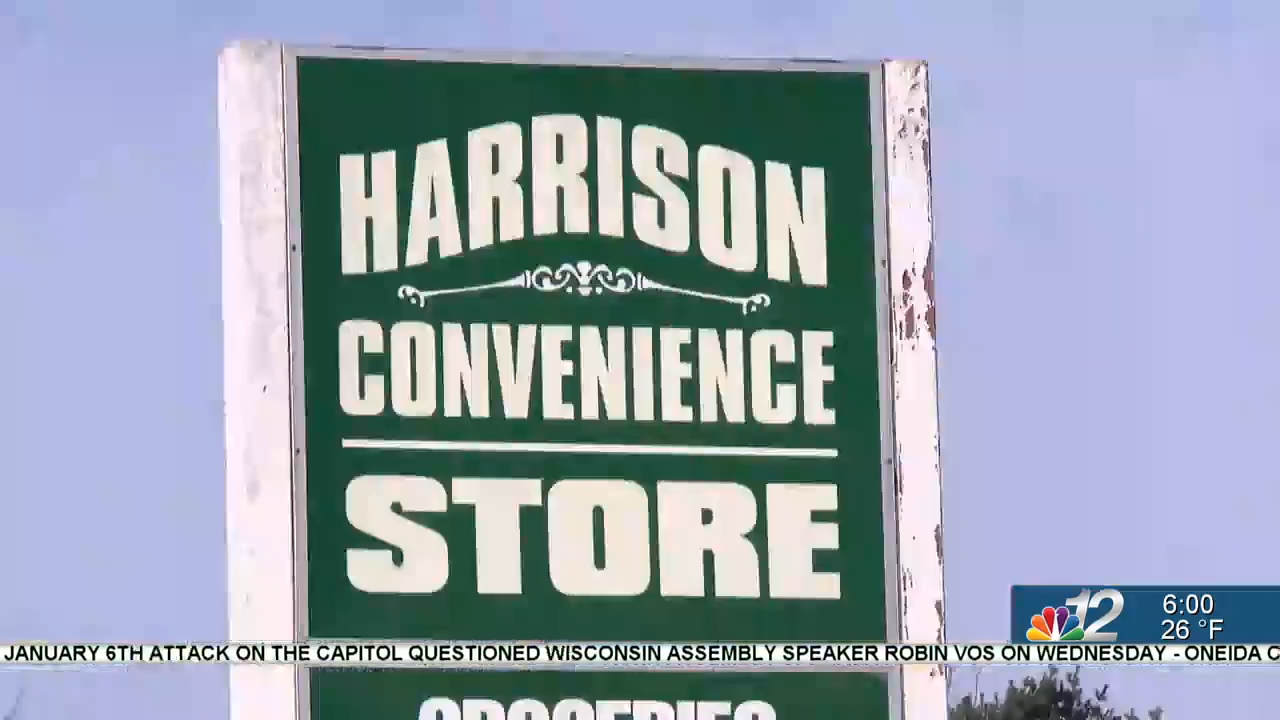 HARRISON
CONVENIENCE
STORE
GROCERIES
12
6:00
26 °F
JANUARY 6TH ATTACK ON THE CAPITOL QUESTIONED WISCONSIN ASSEMBLY SPEAKER ROBIN VOS ON WEDNESDAY - ONEIDA C